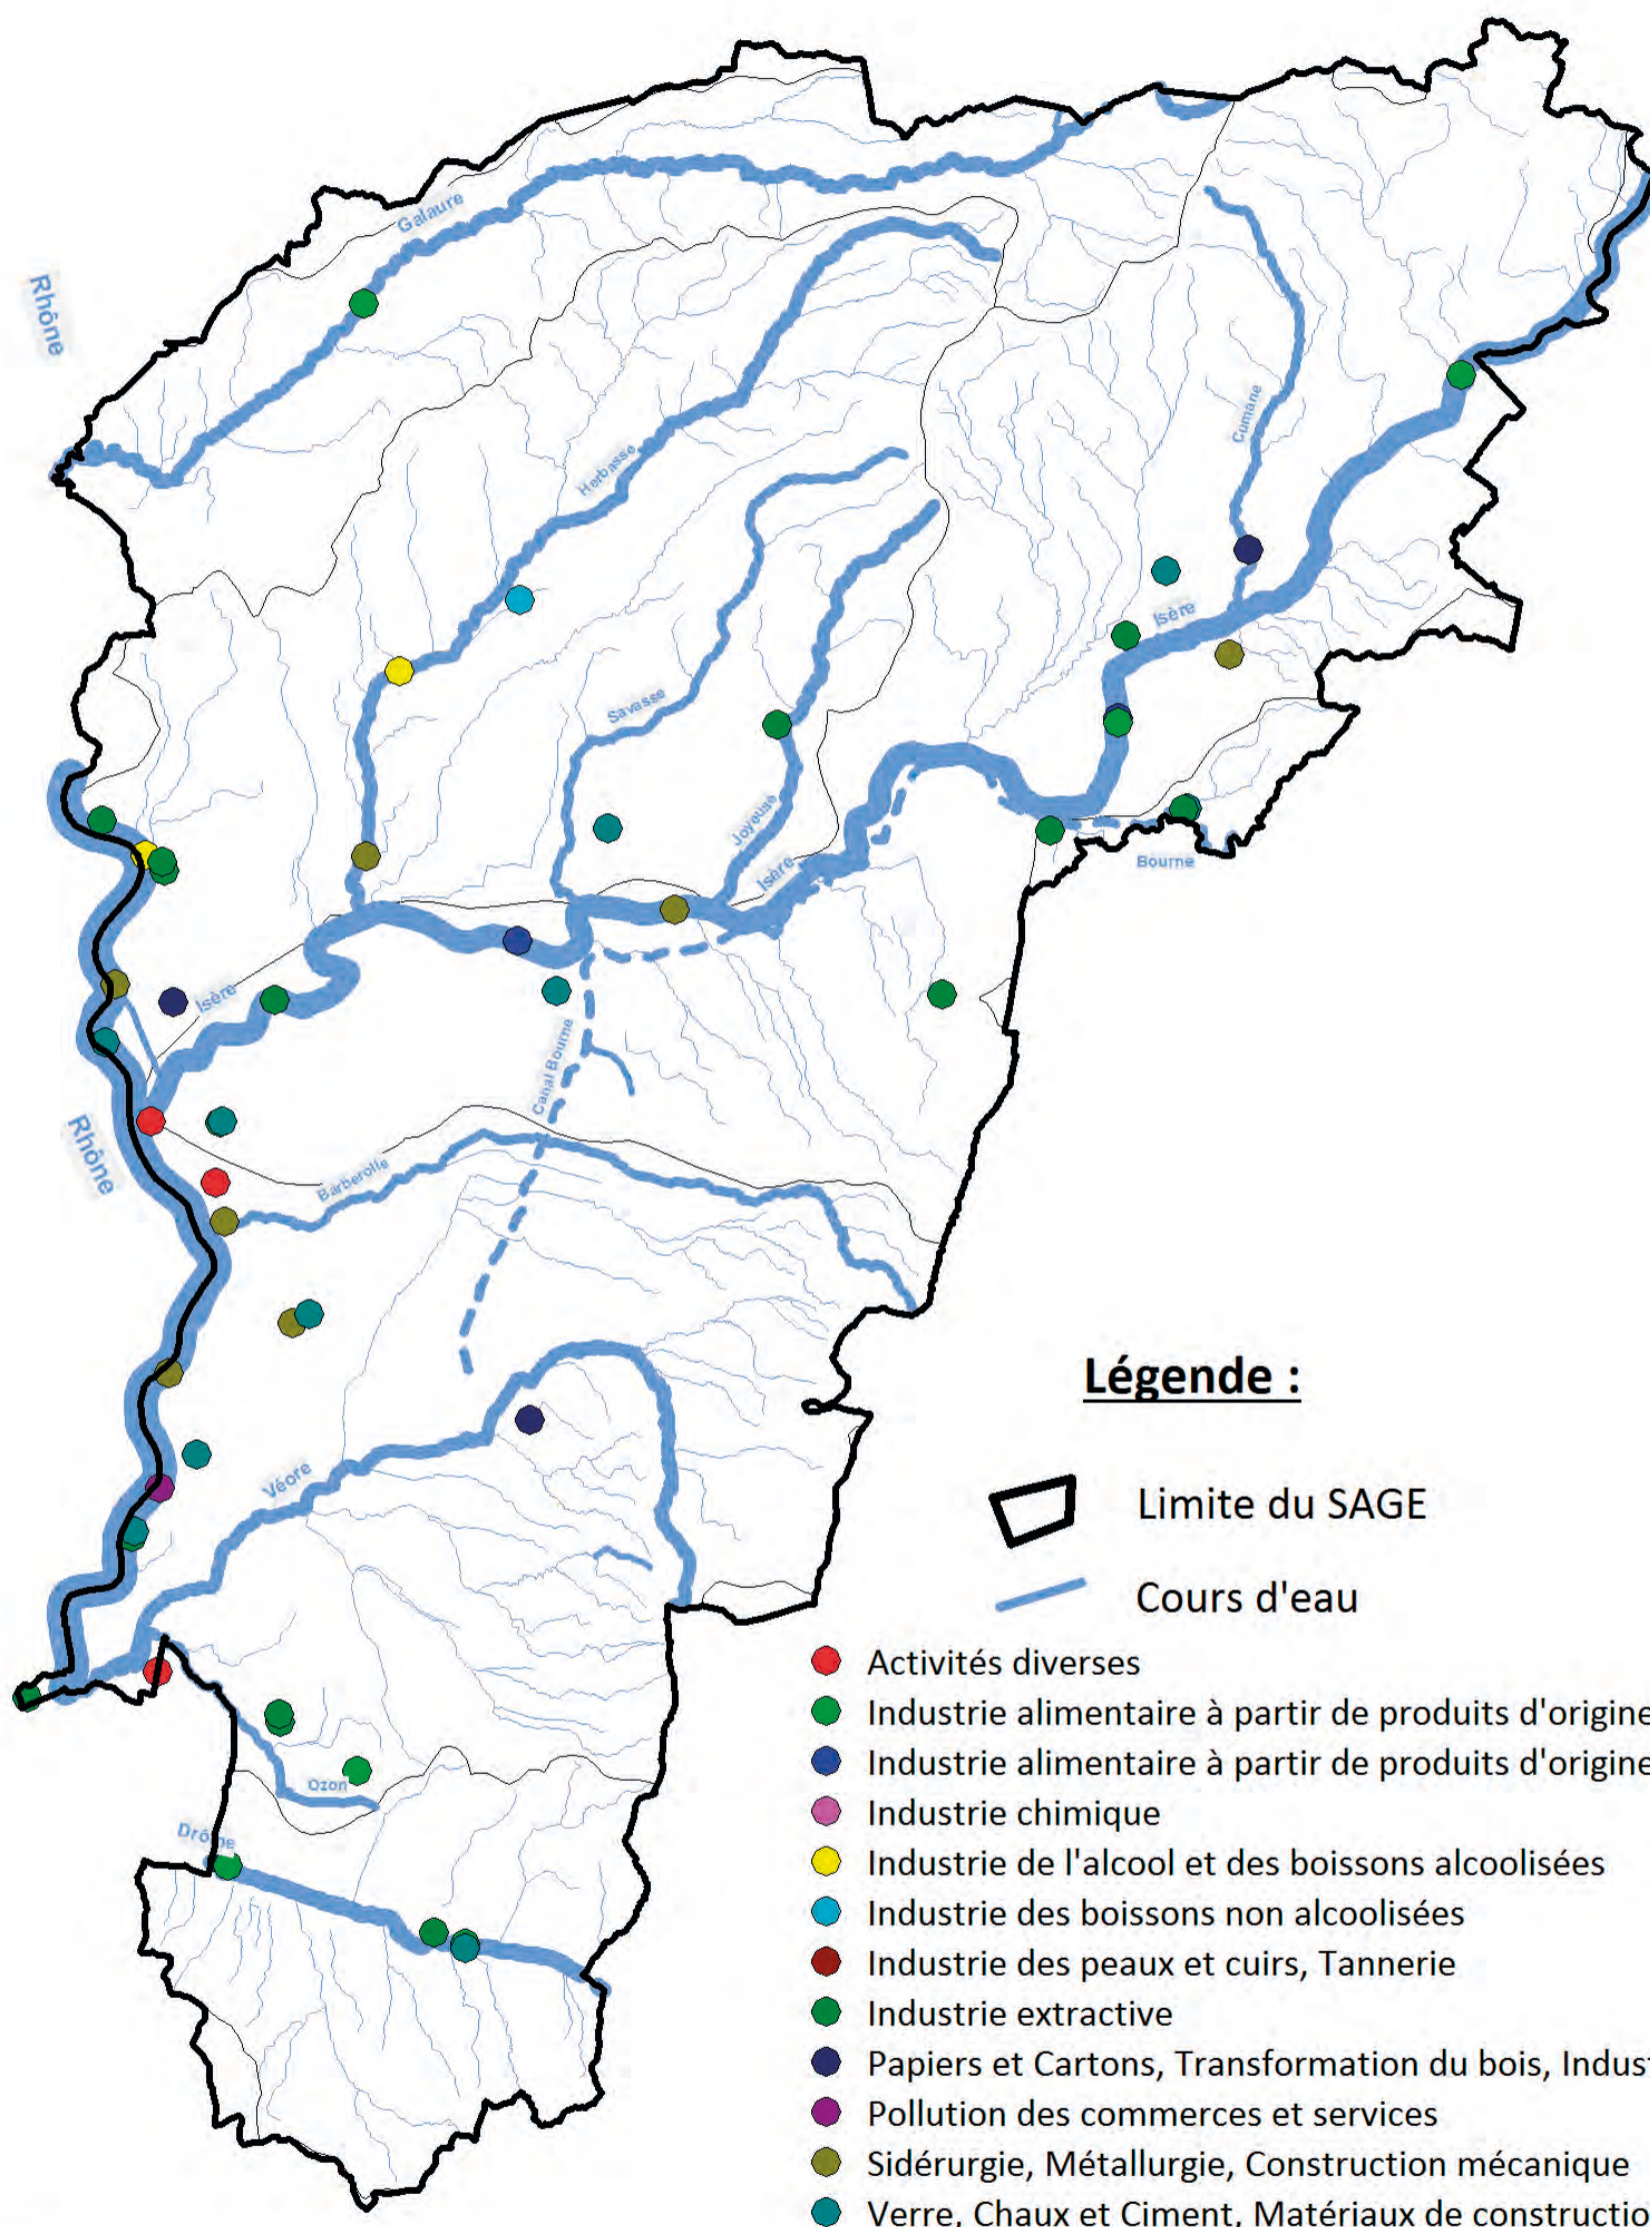 Galaure
Rhône
Cumane
Herbasse
Isère
Savasse
Joyeuse
Isère
Bourne
Isère
Canal Bourne
Rhône
Barberolle
Véore
Ozon
Drôme
Légende :
Limite du SAGE
Cours d'eau
Activités diverses
Industrie alimentaire à partir de produits d'origine
Industrie alimentaire à partir de produits d'origine
Industrie chimique
Industrie de l'alcool et des boissons alcoolisées
Industrie des boissons non alcoolisées
Industrie des peaux et cuirs, Tannerie
Industrie extractive
Papiers et Cartons, Transformation du bois, Indust
Pollution des commerces et services
Sidérurgie, Métallurgie, Construction mécanique
Verre, Chaux et Ciment, Matériaux de constructio